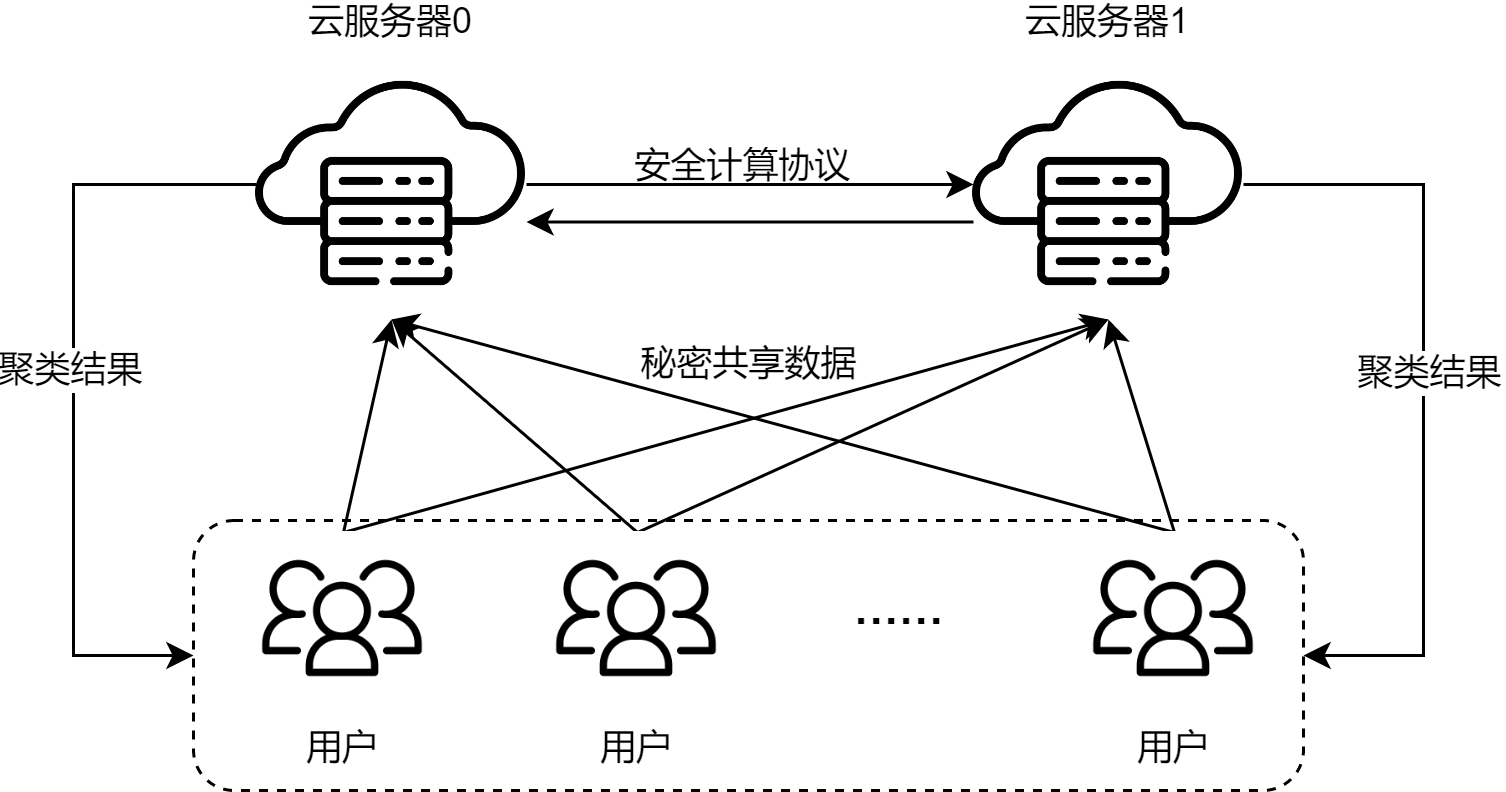 云服务器0
云服务器1
安全计算协议
秘密共享数据
聚类结果
聚类结果
......
用户
用户
用户